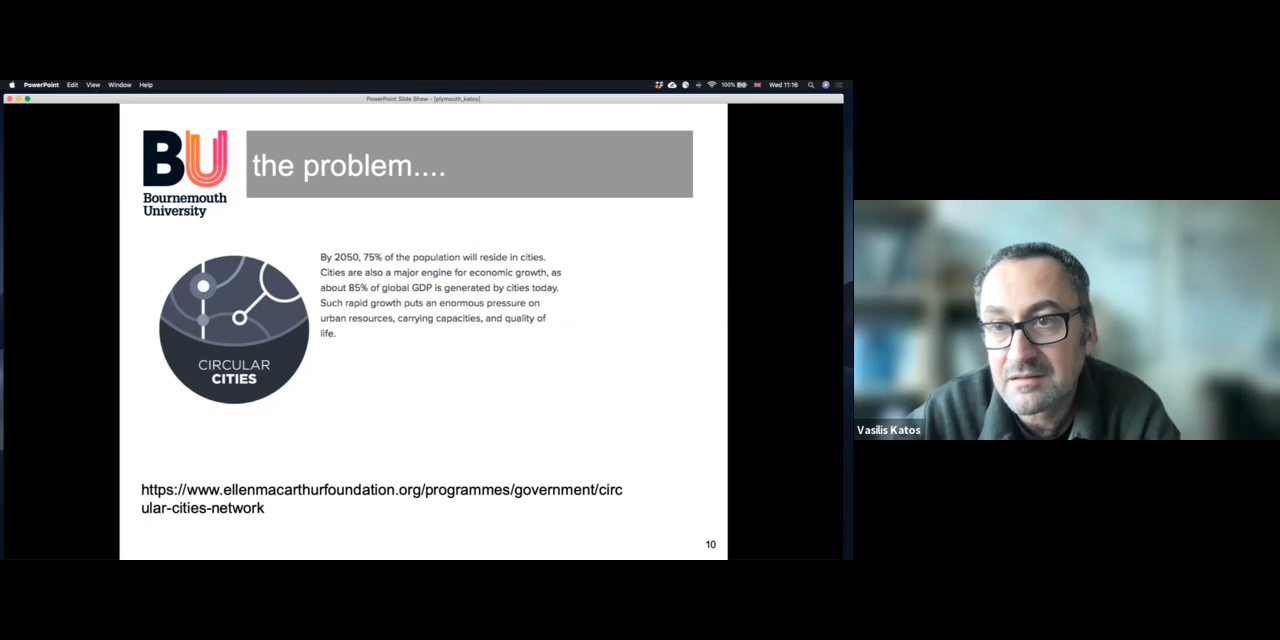 PowerPoint Edit View Window Help
100% Wed 11:16
PowerPoint Slide Show - [plymouth_katos]
BU
Bournemouth
University
the problem....
By 2050, 75% of the population will reside in cities.
Cities are also a major engine for economic growth, as
about 85% of global GDP is generated by cities today.
Such rapid growth puts an enormous pressure on
urban resources, carrying capacities, and quality of
life.
CIRCULAR
CITIES
https://www.ellenmacarthurfoundation.org/programmes/government/circ
ular-cities-network
10
Vasilis Katos